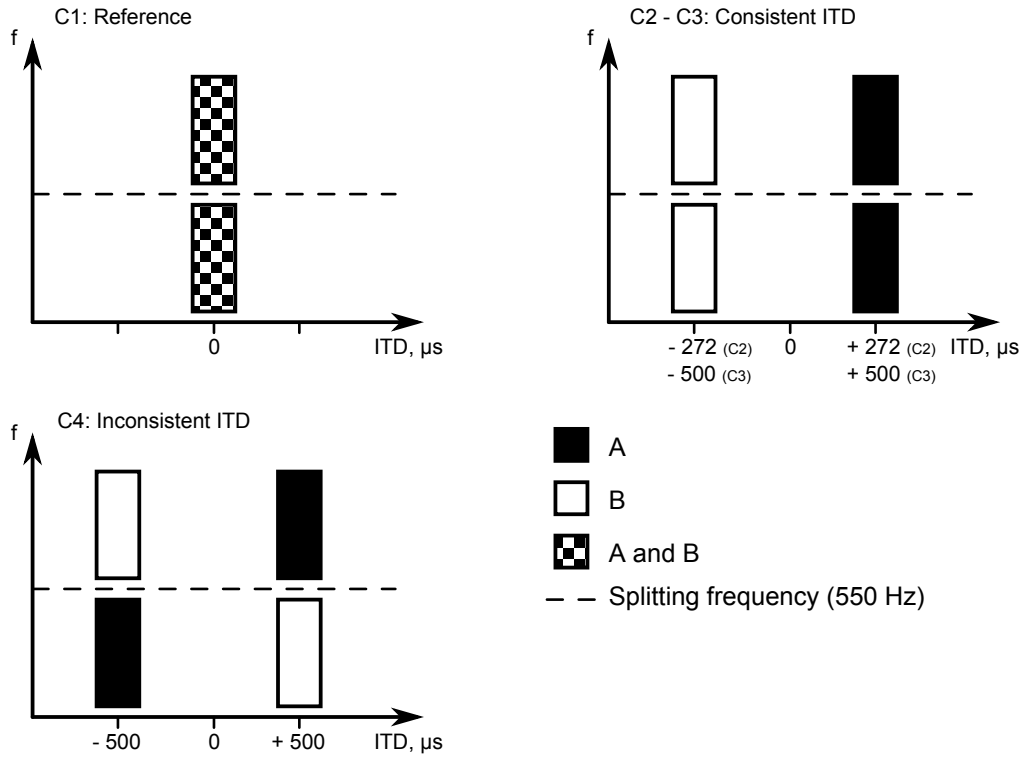 C1: Reference
f
0 ITD, µs
C2 - C3: Consistent ITD
f
- 272 (C2) 0 + 272 (C2) ITD, µs
- 500 (C3) + 500 (C3)
C4: Inconsistent ITD
f
- 500 0 + 500 ITD, µs
A
B
A and B
Splitting frequency (550 Hz)